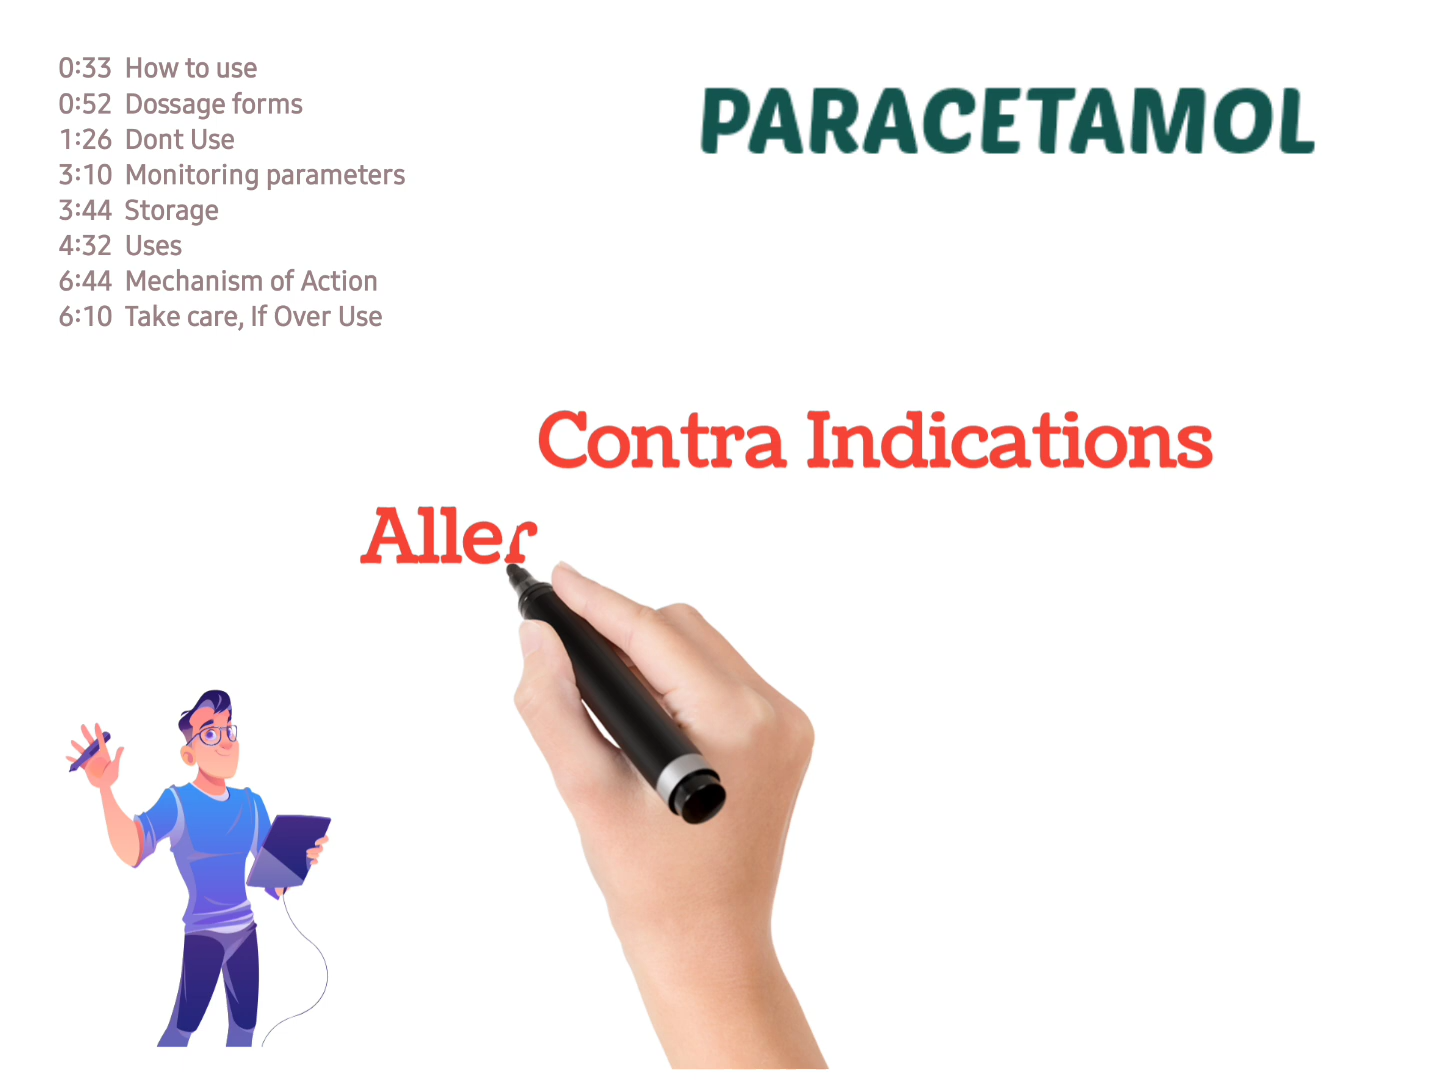 0:33 How to use
0:52 Dossage forms
1:26 Dont Use
3:10 Monitoring parameters
3:44 Storage
4:32 Uses
6:44 Mechanism of Action
6:10 Take care, If Over Use
PARACETAMOL
Contra Indications
Aller